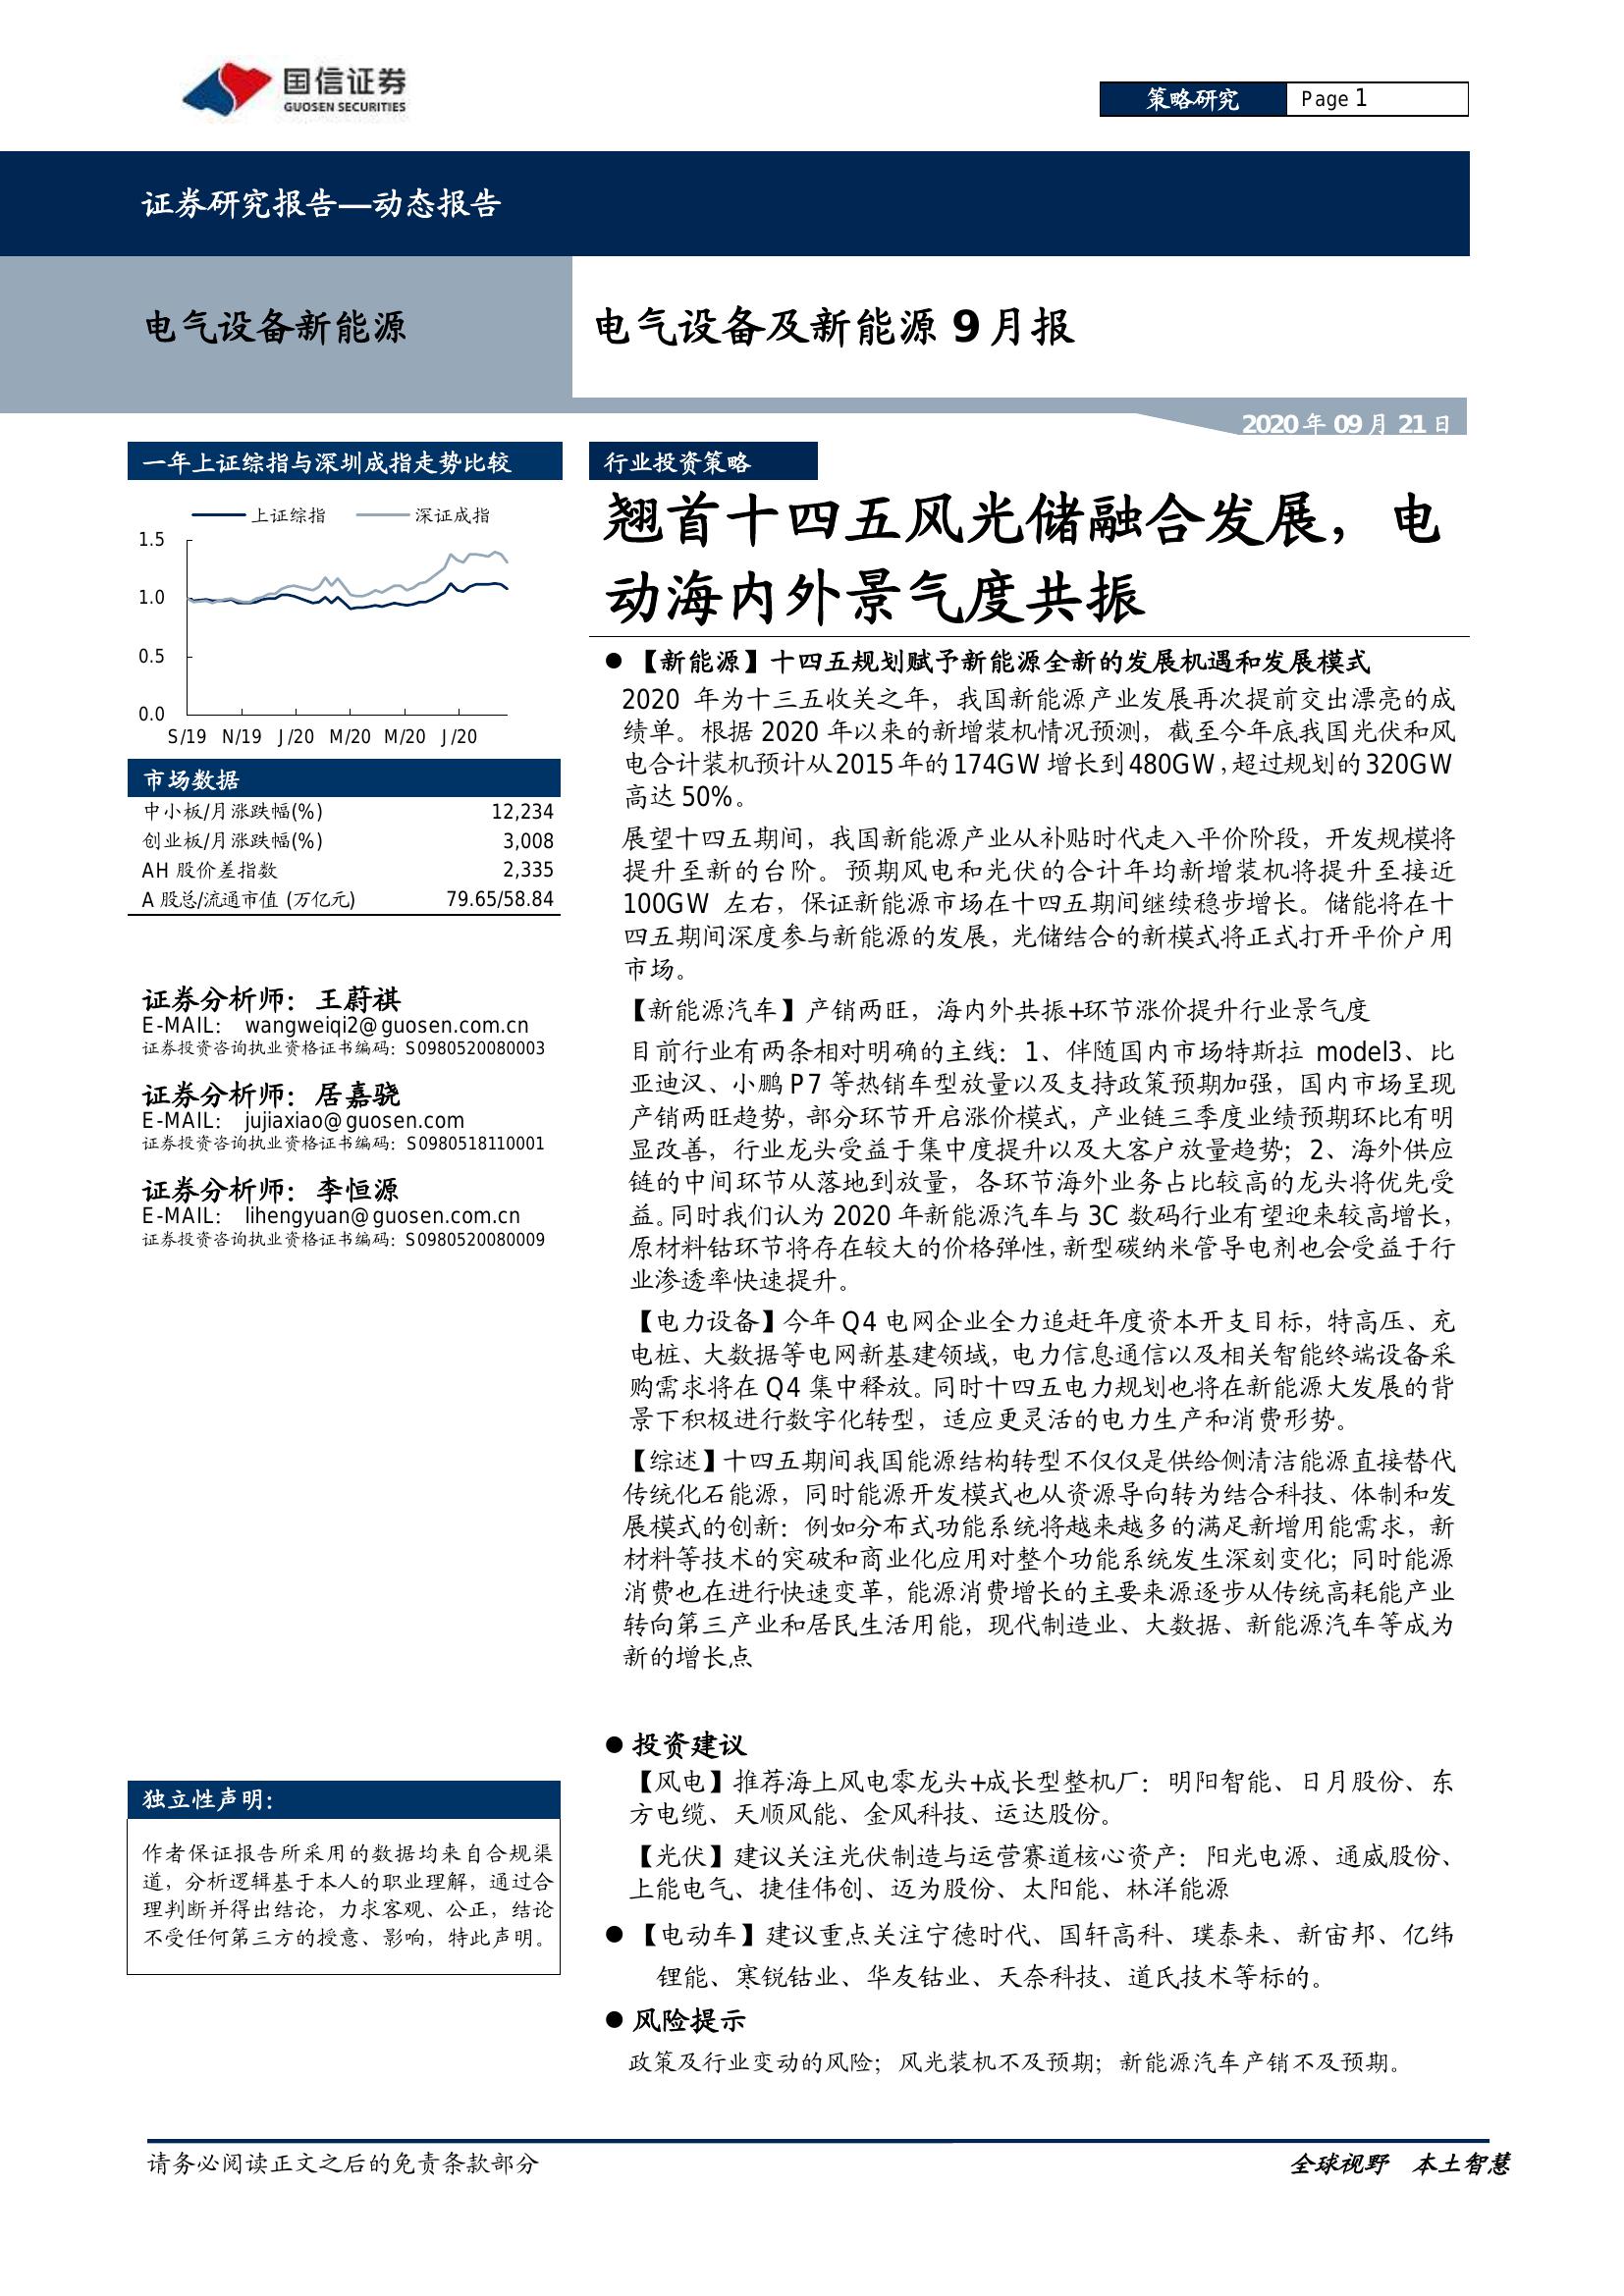 国信证券
GUOSEN SECURITIES
策略研究
Page 1
证券研究报告—动态报告
电气设备新能源
电气设备及新能源 9 月报
2020 年 09 月 21 日
一年上证综指与深圳成指走势比较
上证综指 深证成指
1.5
1.0
0.5
0.0
S/19 N/19 J/20 M/20 M/20 J/20
市场数据
中小板/月涨跌幅(%) 12,234
创业板/月涨跌幅(%) 3,008
AH 股价差指数 2,335
A 股总/流通市值 (万亿元) 79.65/58.84
证券分析师：王蔚祺
E-MAIL: wangweiqi2@guosen.com.cn
证券投资咨询执业资格证书编码：S0980520080003
证券分析师：居嘉骁
E-MAIL: jujiaxiao@guosen.com
证券投资咨询执业资格证书编码：S0980518110001
证券分析师：李恒源
E-MAIL: lihengyuan@guosen.com.cn
证券投资咨询执业资格证书编码：S0980520080009
独立性声明：
作者保证报告所采用的数据均来自合规渠
道，分析逻辑基于本人的职业理解，通过合
理判断并得出结论，力求客观、公正，结论
不受任何第三方的授意、影响，特此声明。
行业投资策略
翘首十四五风光储融合发展，电
动海内外景气度共振
● 【新能源】十四五规划赋予新能源全新的发展机遇和发展模式
2020 年为十三五收关之年，我国新能源产业发展再次提前交出漂亮的成
绩单。根据 2020 年以来的新增装机情况预测，截至今年底我国光伏和风
电合计装机预计从 2015 年的 174GW 增长到 480GW，超过规划的 320GW
高达 50%。
展望十四五期间，我国新能源产业从补贴时代走入平价阶段，开发规模将
提升至新的台阶。预期风电和光伏的合计年均新增装机将提升至接近
100GW 左右，保证新能源市场在十四五期间继续稳步增长。储能将在十
四五期间深度参与新能源的发展，光储结合的新模式将正式打开平价户用
市场。
【新能源汽车】产销两旺，海内外共振+环节涨价提升行业景气度
目前行业有两条相对明确的主线：1、伴随国内市场特斯拉 model3、比
亚迪汉、小鹏 P7 等热销车型放量以及支持政策预期加强，国内市场呈现
产销两旺趋势，部分环节开启涨价模式，产业链三季度业绩预期环比有明
显改善，行业龙头受益于集中度提升以及大客户放量趋势；2、海外供应
链的中间环节从落地到放量，各环节海外业务占比较高的龙头将优先受
益。同时我们认为 2020 年新能源汽车与 3C 数码行业有望迎来较高增长，
原材料钴环节将存在较大的价格弹性，新型碳纳米管导电剂也会受益于行
业渗透率快速提升。
【电力设备】今年 Q4 电网企业全力追赶年度资本开支目标，特高压、充
电桩、大数据等电网新基建领域，电力信息通信以及相关智能终端设备采
购需求将在 Q4 集中释放。同时十四五电力规划也将在新能源大发展的背
景下积极进行数字化转型，适应更灵活的电力生产和消费形势。
【综述】十四五期间我国能源结构转型不仅仅是供给侧清洁能源直接替代
传统化石能源，同时能源开发模式也从资源导向转为结合科技、体制和发
展模式的创新：例如分布式功能系统将越来越多的满足新增用能需求，新
材料等技术的突破和商业化应用对整个功能系统发生深刻变化；同时能源
消费也在进行快速变革，能源消费增长的主要来源逐步从传统高耗能产业
转向第三产业和居民生活用能，现代制造业、大数据、新能源汽车等成为
新的增长点
● 投资建议
【风电】推荐海上风电零龙头+成长型整机厂：明阳智能、日月股份、东
方电缆、天顺风能、金风科技、运达股份。
【光伏】建议关注光伏制造与运营赛道核心资产：阳光电源、通威股份、
上能电气、捷佳伟创、迈为股份、太阳能、林洋能源
● 【电动车】建议重点关注宁德时代、国轩高科、璞泰来、新宙邦、亿纬
锂能、寒锐钴业、华友钴业、天奈科技、道氏技术等标的。
● 风险提示
政策及行业变动的风险；风光装机不及预期；新能源汽车产销不及预期。
请务必阅读正文之后的免责条款部分
全球视野 本土智慧